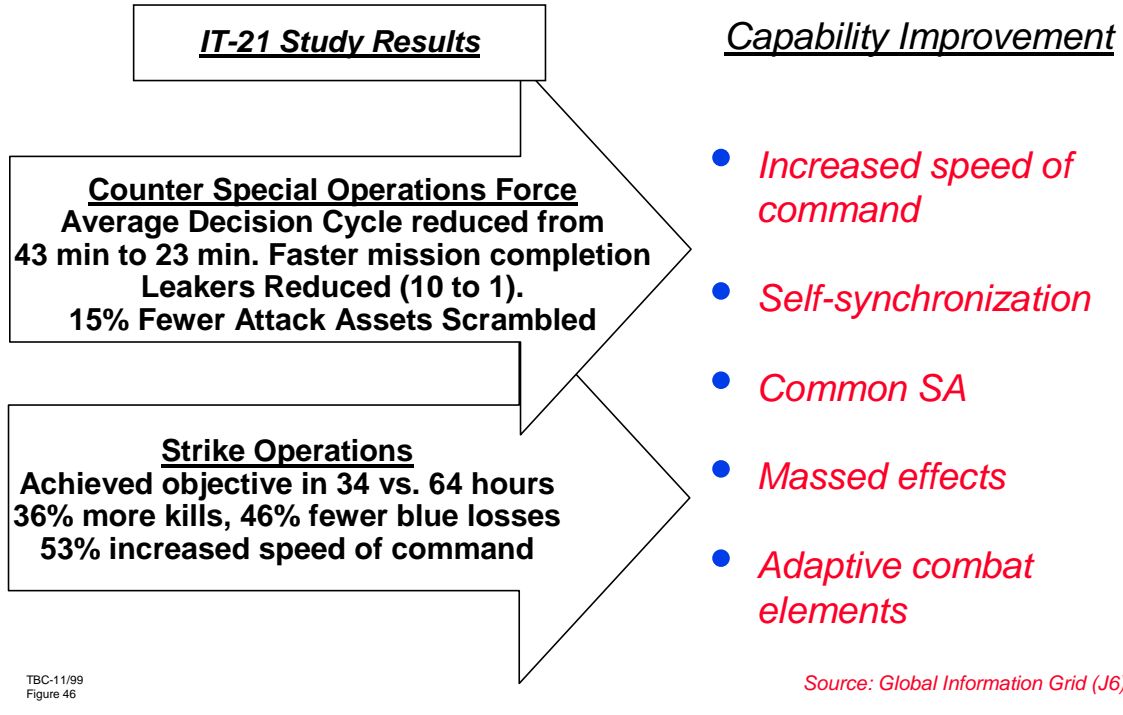 IT-21 Study Results
Counter Special Operations Force
Average Decision Cycle reduced from
43 min to 23 min. Faster mission completion
Leakers Reduced (10 to 1).
15% Fewer Attack Assets Scrambled
Strike Operations
Achieved objective in 34 vs. 64 hours
36% more kills, 46% fewer blue losses
53% increased speed of command
Capability Improvement
• Increased speed of
command
• Self-synchronization
• Common SA
• Massed effects
• Adaptive combat
elements
TBC-11/99
Figure 46
Source: Global Information Grid (J6)